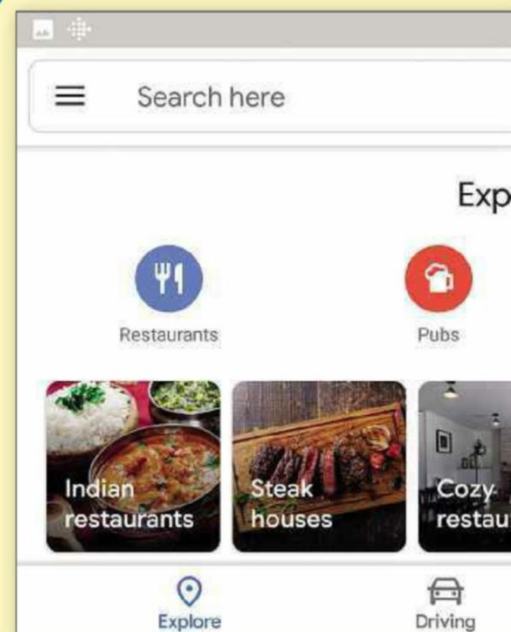 Search here
Exp
Restaurants
Pubs
Indian
restaurants
Steak
houses
Cozy
restau
Explore
Driving